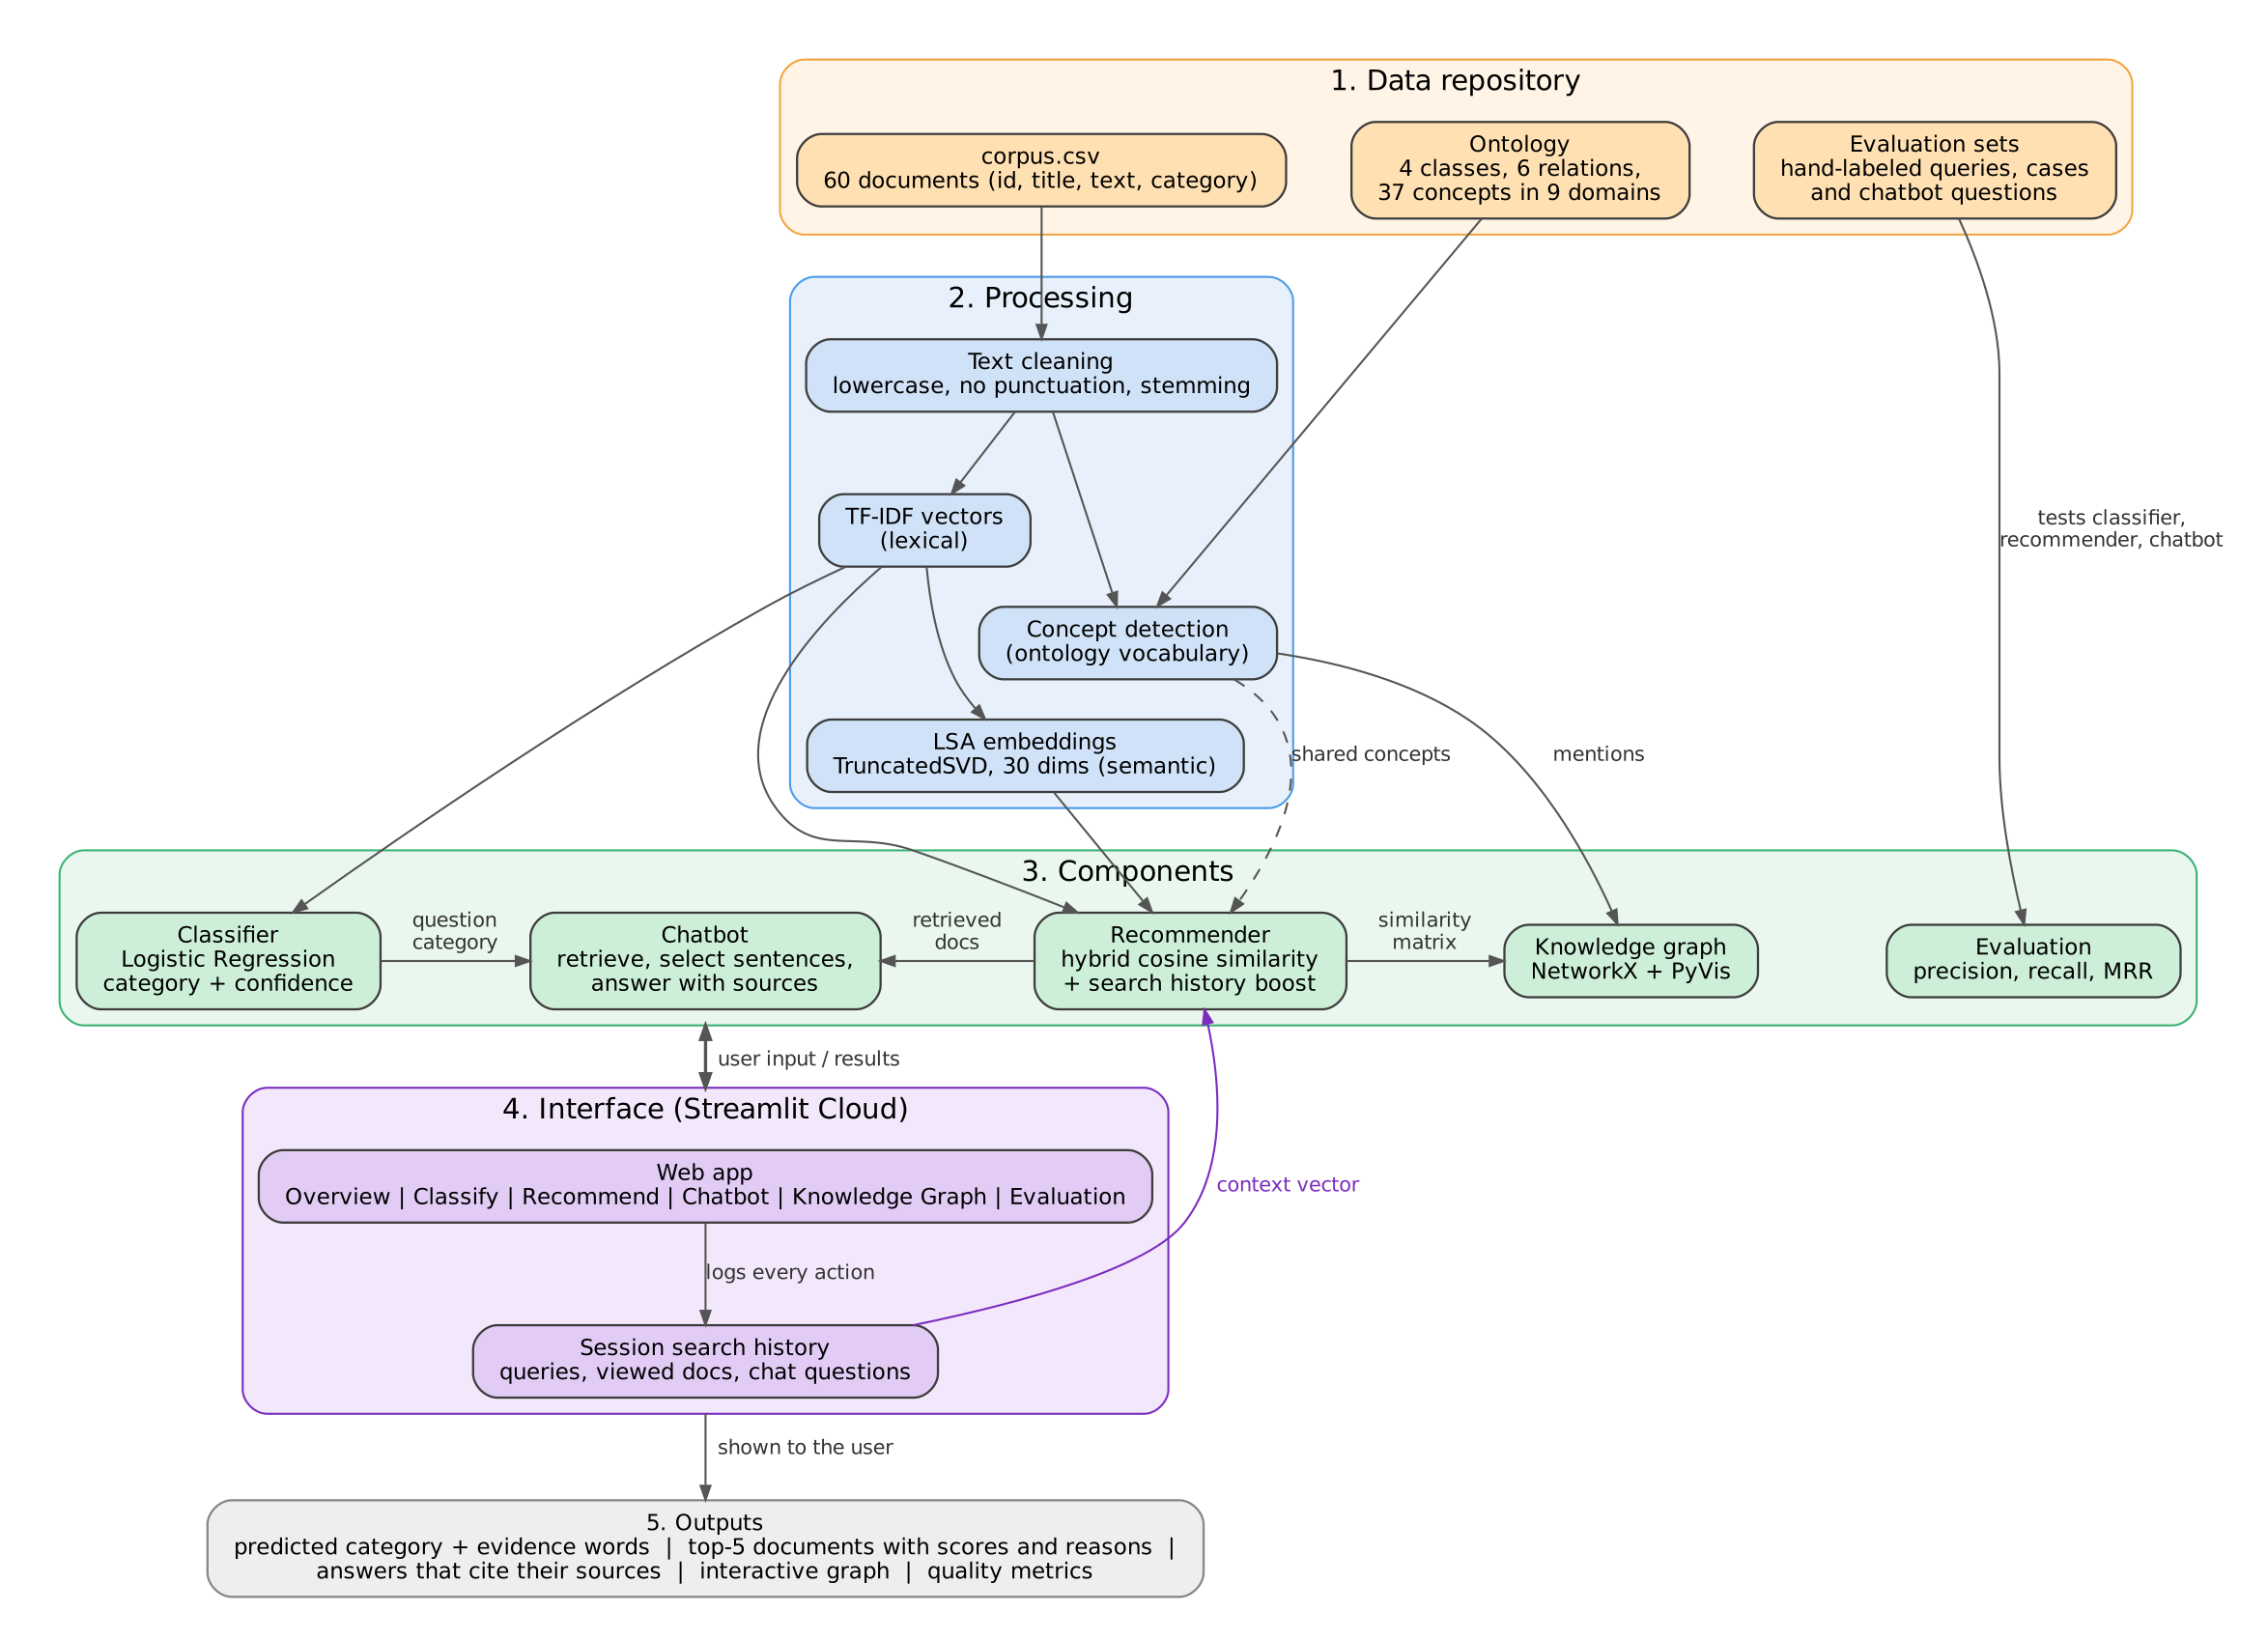 1. Data repository
corpus.csv
60 documents (id, title, text, category)
Ontology
4 classes, 6 relations,
37 concepts in 9 domains
Evaluation sets
hand-labeled queries, cases
and chatbot questions
2. Processing
Text cleaning
lowercase, no punctuation, stemming
TF-IDF vectors
(lexical)
tests classifier,
recommender, chatbot
Concept detection
(ontology vocabulary)
LSA embeddings
TruncatedSVD, 30 dims (semantic)
shared concepts
mentions
3. Components
Classifier
Logistic Regression
category + confidence
question
category
Chatbot
retrieve, select sentences,
answer with sources
retrieved
docs
Recommender
hybrid cosine similarity
+ search history boost
similarity
matrix
Knowledge graph
NetworkX + PyVis
Evaluation
precision, recall, MRR
user input / results
4. Interface (Streamlit Cloud)
Web app
Overview | Classify | Recommend | Chatbot | Knowledge Graph | Evaluation
context vector
logs every action
Session search history
queries, viewed docs, chat questions
shown to the user
5. Outputs
predicted category + evidence words | top-5 documents with scores and reasons |
answers that cite their sources | interactive graph | quality metrics